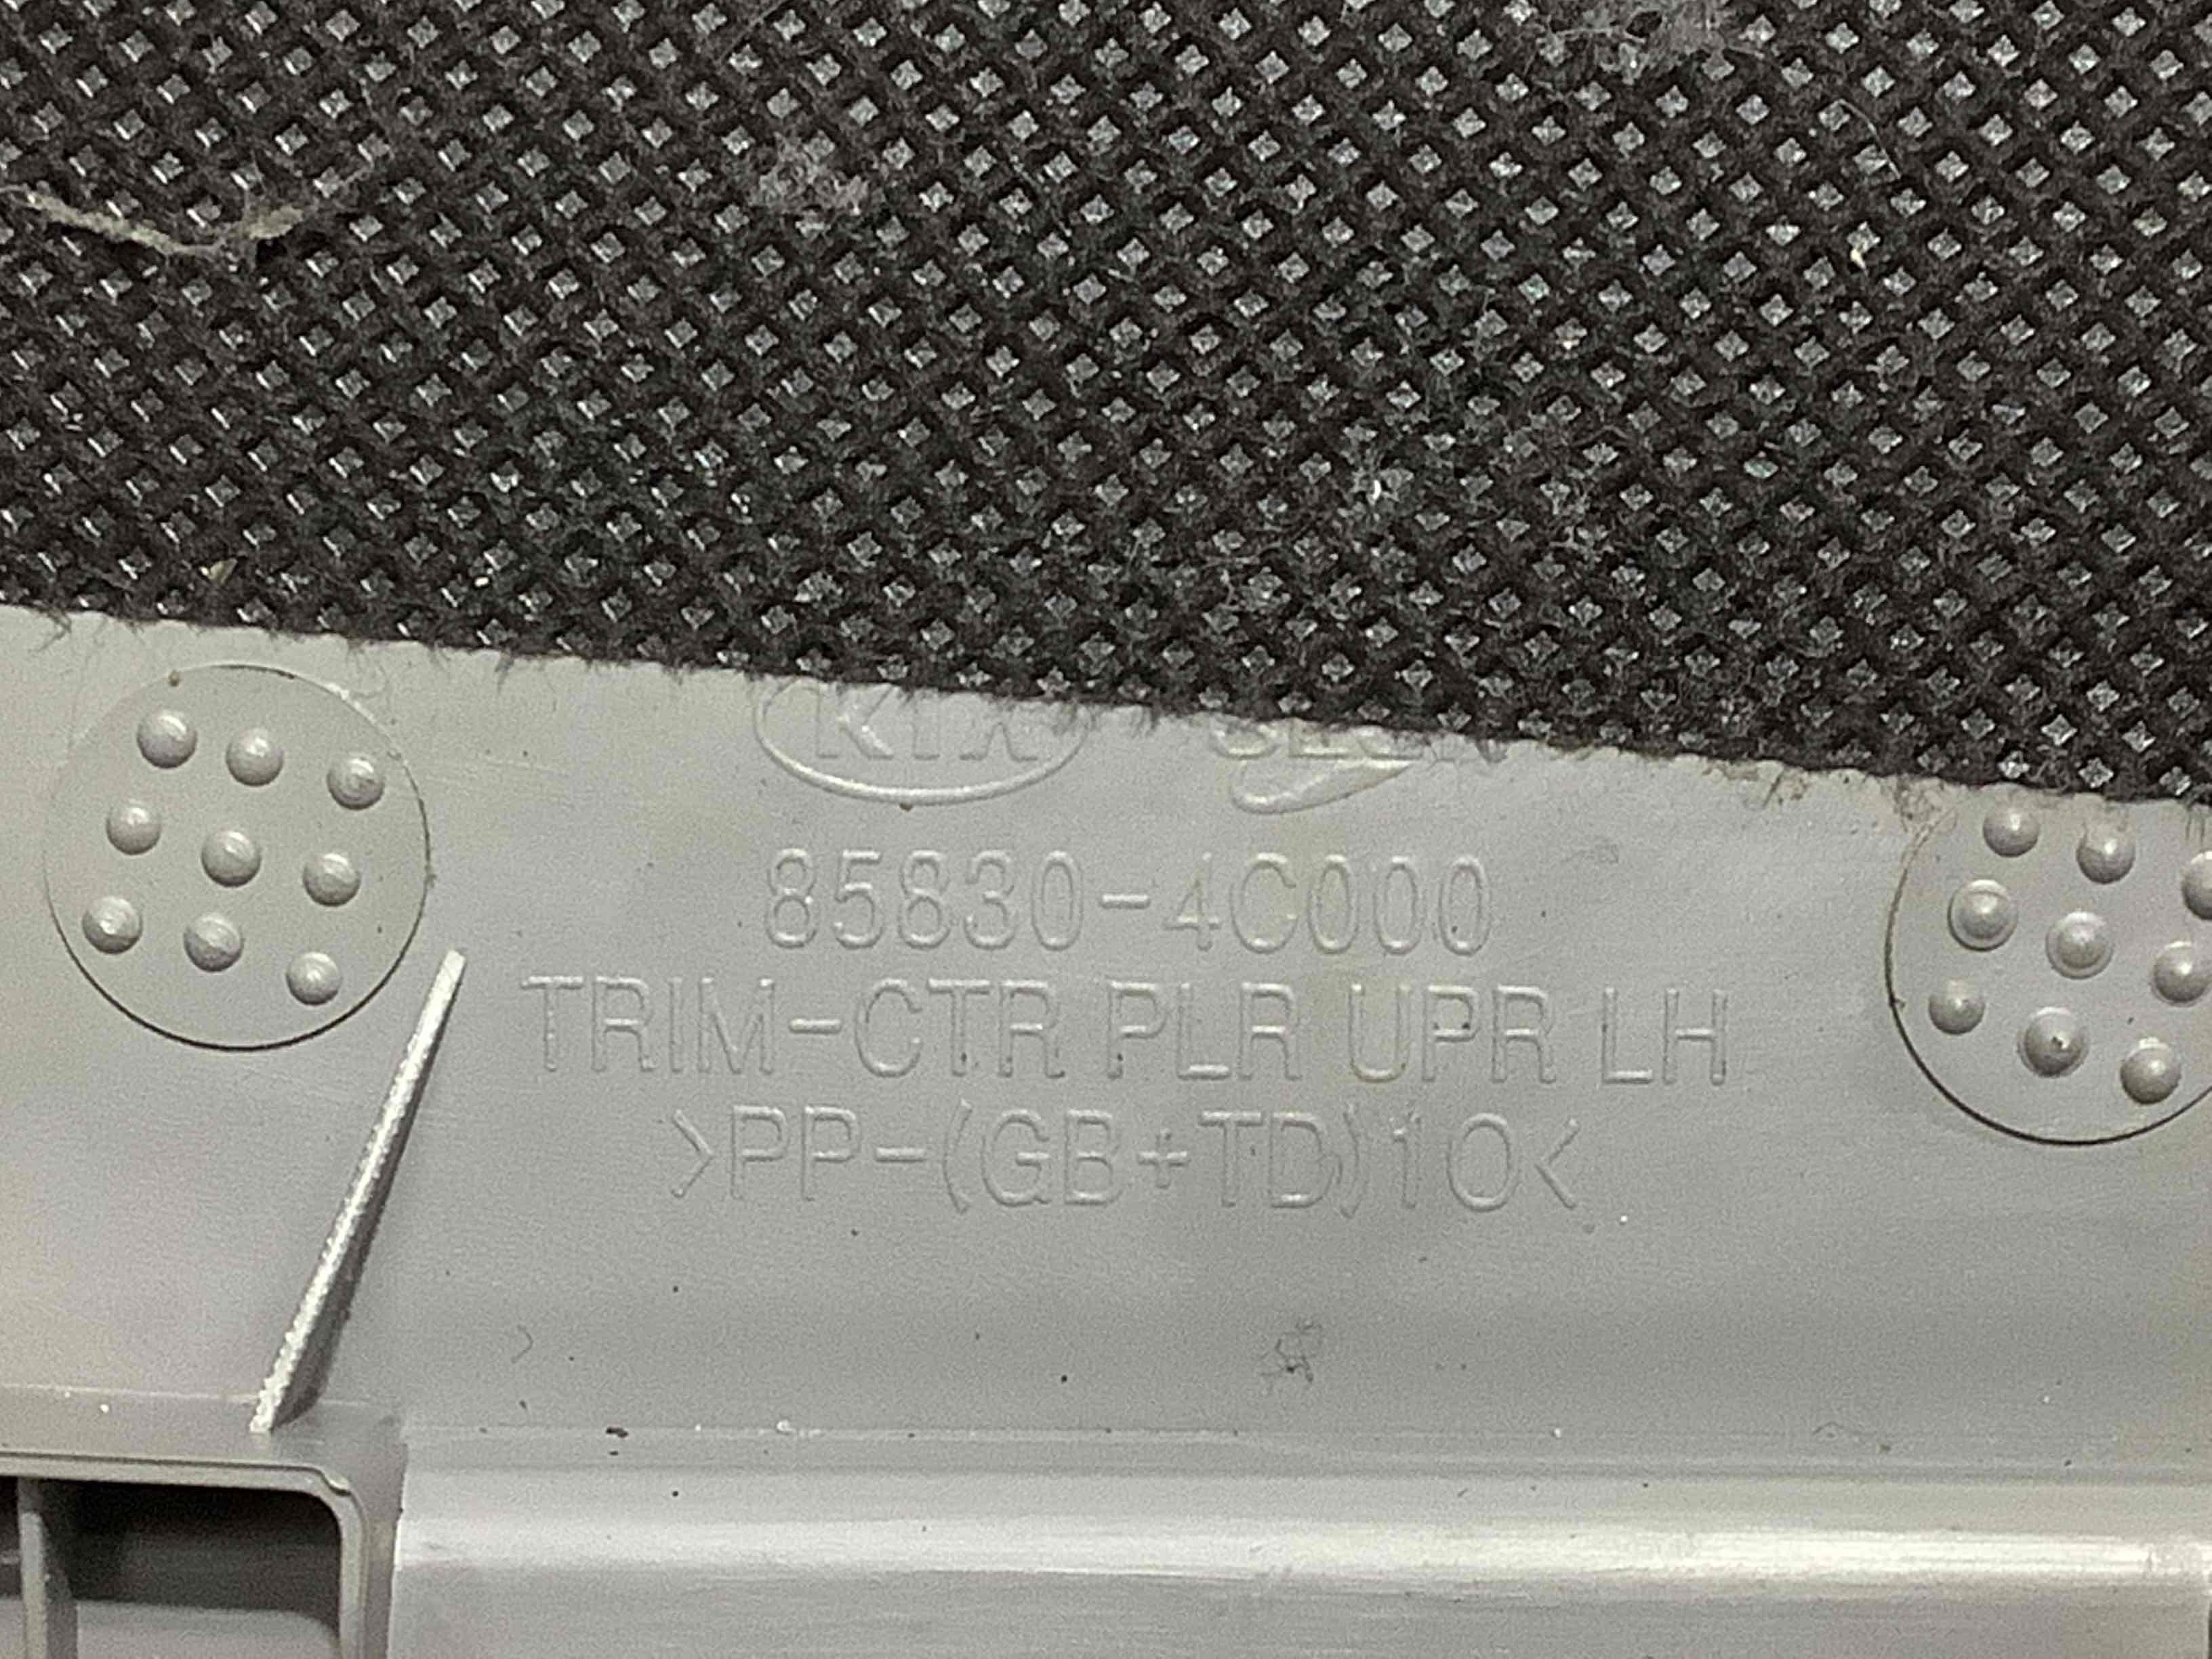 KIA
85830-4C000
TRIM-CTR PLR UPR LH
>PP-(GB+TD)10<